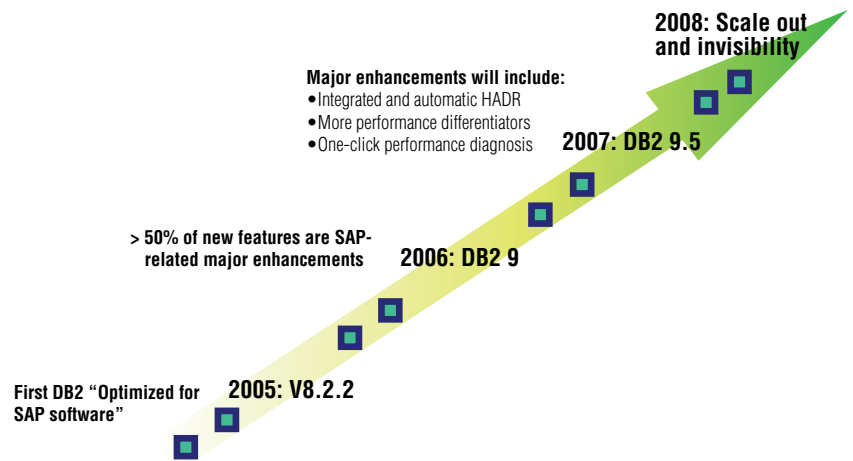 2008: Scale out
and invisibility
Major enhancements will include:
•Integrated and automatic HADR
•More performance differentiators
•One-click performance diagnosis
2007: DB2 9.5
> 50% of new features are SAP-
related major enhancements
2006: DB2 9
First DB2 “Optimized for
SAP software”
2005: V8.2.2